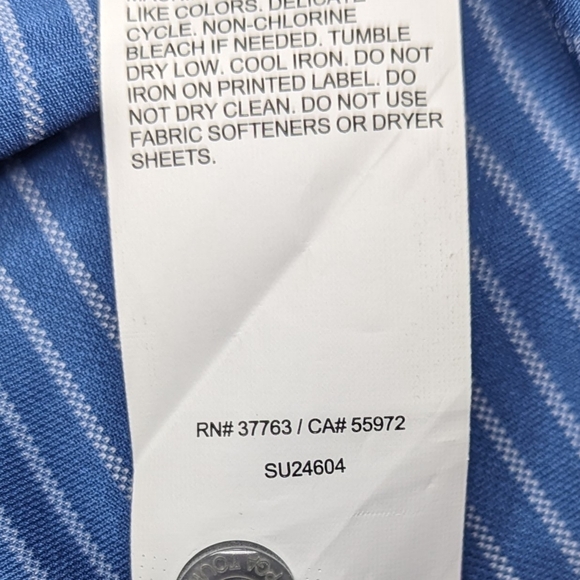 LIKE COLORS. DELICATE
CYCLE. NON-CHLORINE
BLEACH IF NEEDED. TUMBLE
DRY LOW. COOL IRON. DO NOT
IRON ON PRINTED LABEL. DO
NOT DRY CLEAN. DO NOT USE
FABRIC SOFTENERS OR DRYER
SHEETS.
RN# 37763 / CA# 55972
SU24604